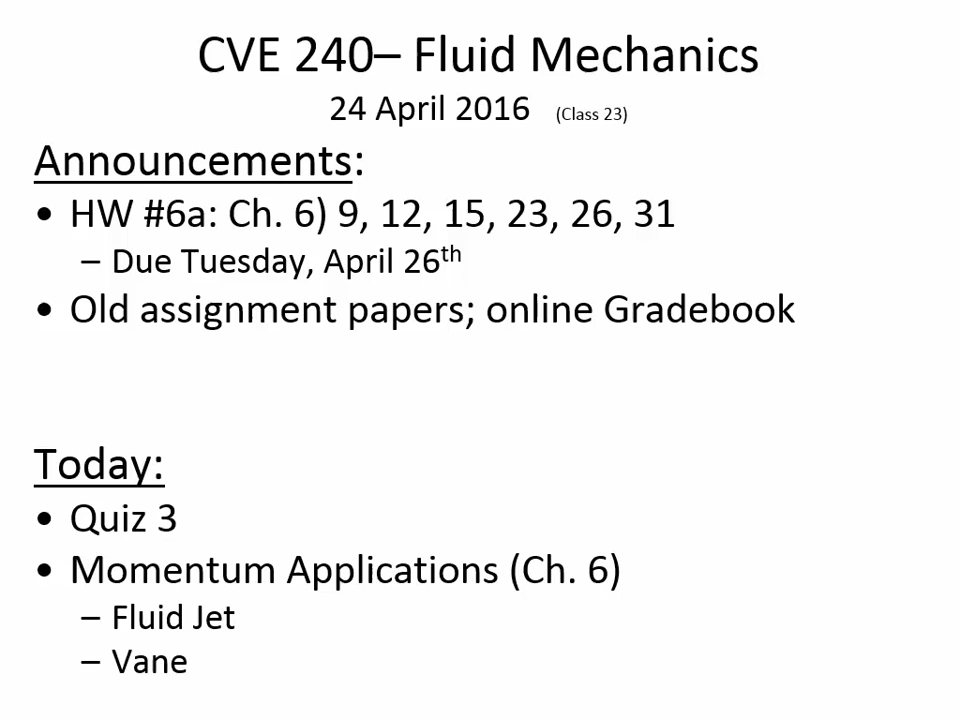 CVE 240– Fluid Mechanics
24 April 2016 (Class 23)
Announcements:
• HW #6a: Ch. 6) 9, 12, 15, 23, 26, 31
– Due Tuesday, April 26th
• Old assignment papers; online Gradebook
Today:
• Quiz 3
• Momentum Applications (Ch. 6)
– Fluid Jet
– Vane